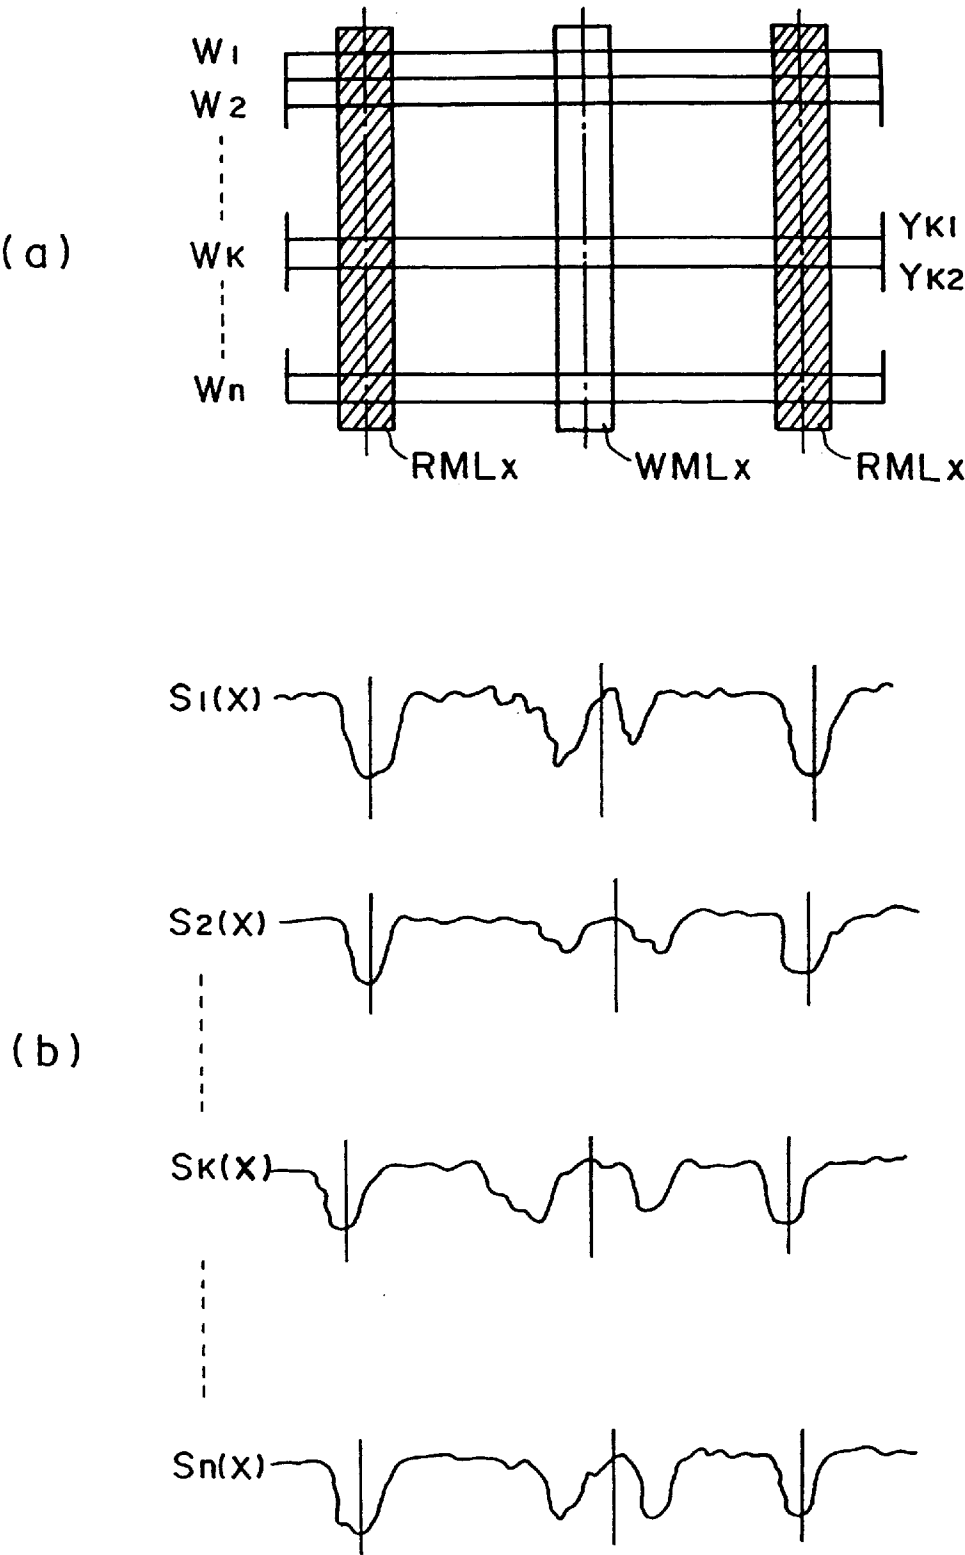 W1
W2
(a)
WK
YK1
YK2
Wn
RMLx
WMLx
RMLx
S1(X)
S2(X)
(b)
SK(X)
Sn(X)